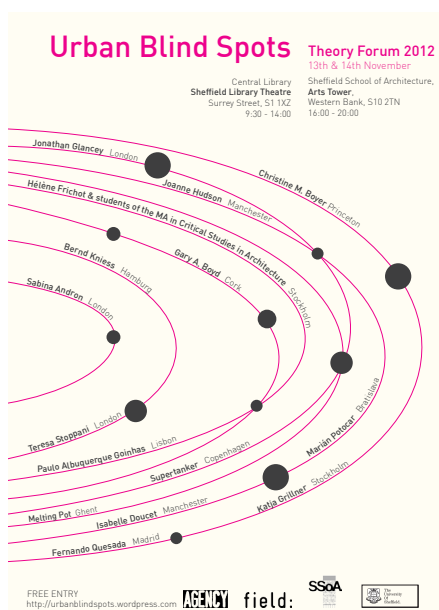 Urban Blind Spots
Theory Forum 2012
13th & 14th November
Central Library
Sheffield Library Theatre
Surrey Street, S1 1XZ
9:30 - 14:00
Sheffield School of Architecture,
Arts Tower,
Western Bank, S10 2TN
16:00 - 20:00
Jonathan Glancey London
Christine M. Boyer Princeton
Joanne Hudson Manchester
Hélène Frichot & students of the MA in Critical Studies in Architecture Stockholm
Gary A. Boyd Cork
Bernd Kniess Hamburg
Sabina Andron London
Teresa Stoppani London
Paulo Albuquerque Goinhas Lisbon
Supertanker Copenhagen
Marián Potocar Bratislava
Melting Pot Ghent
Isabelle Doucet Manchester
Katja Grillner Stockholm
Fernando Quesada Madrid
FREE ENTRY
http://urbanblindspots.wordpress.com
AGENCY
field:
SSoA
The
University
Of
Sheffield.